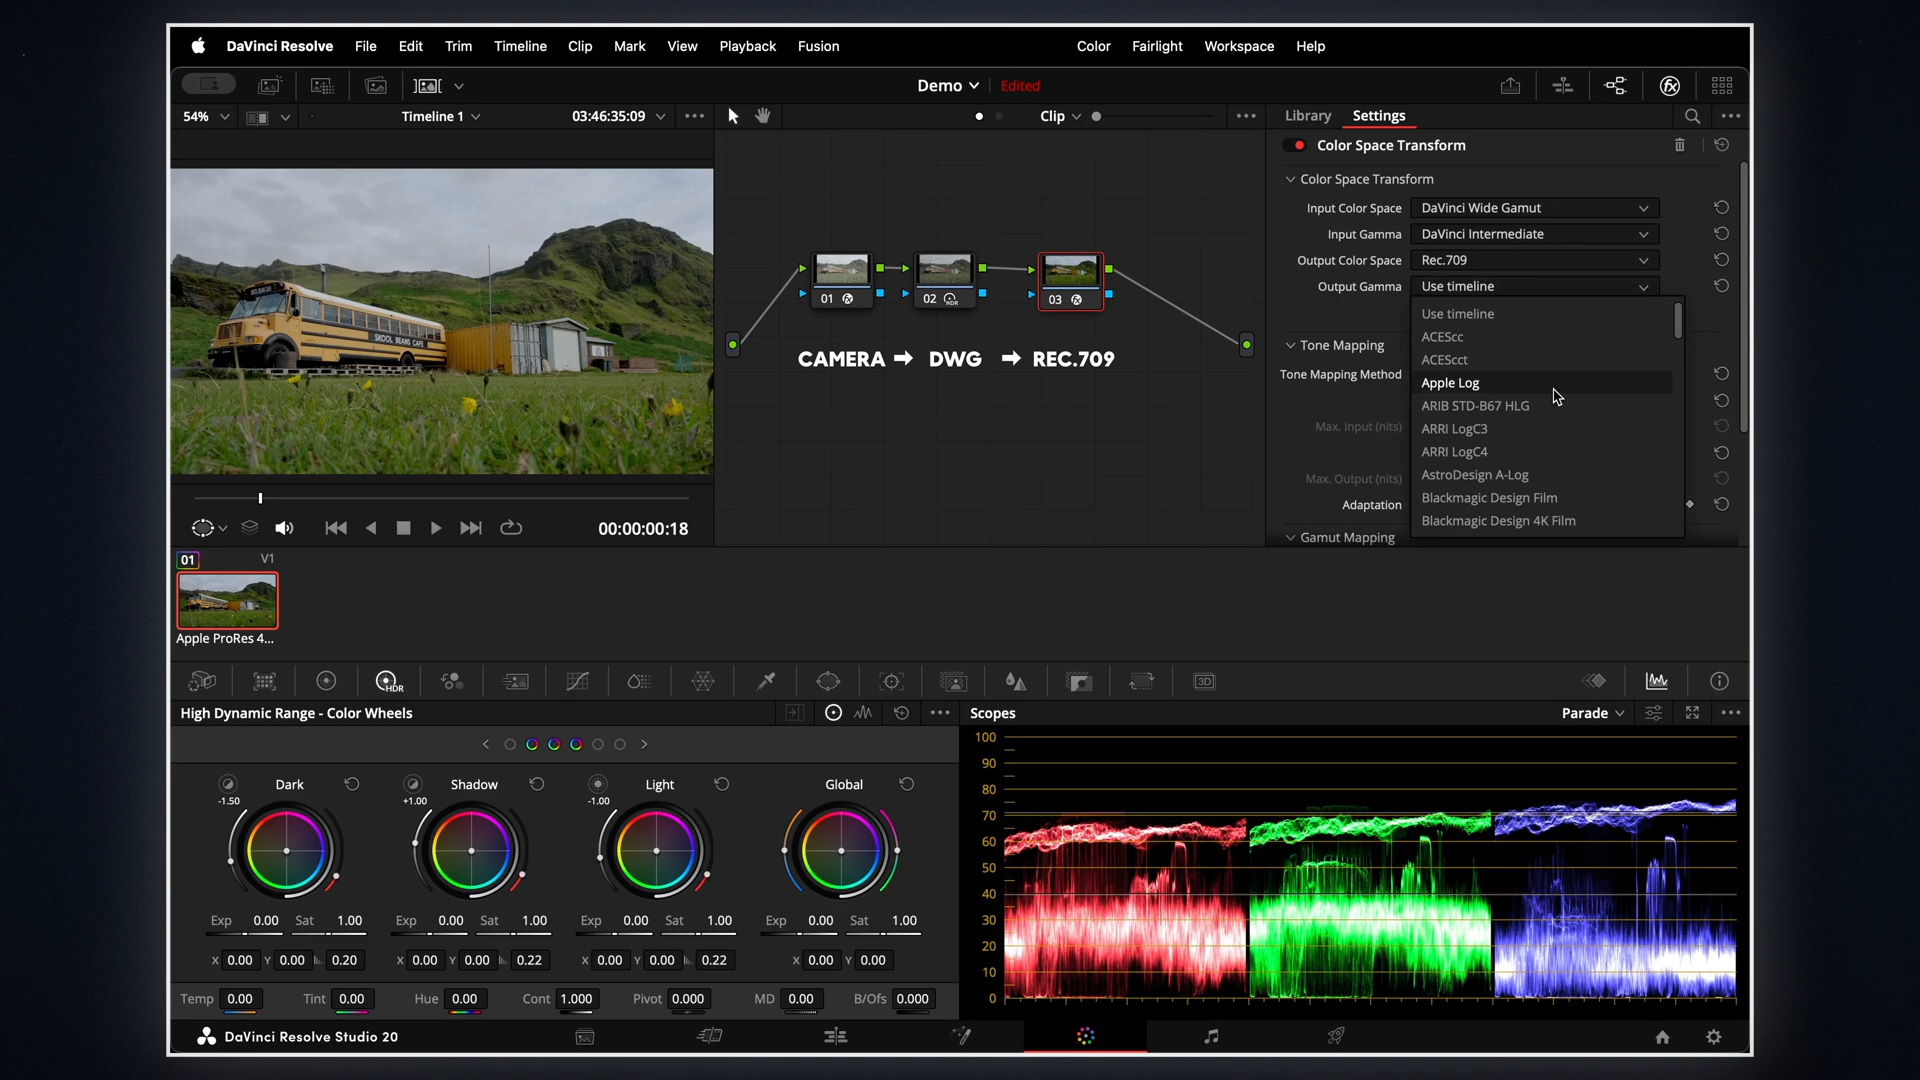 DaVinci Resolve File Edit Trim Timeline Clip Mark View Playback Fusion Color Fairlight Workspace Help
Demo Edited
54% Timeline 1 03:46:35:09 Clip Library Settings
Color Space Transform
Color Space Transform
Input Color Space DaVinci Wide Gamut
Input Gamma DaVinci Intermediate
Output Color Space Rec.709
Output Gamma Use timeline
Use timeline
ACEScc
ACEScct
Apple Log
ARIB STD-B67 HLG
ARRI LogC3
ARRI LogC4
AstroDesign A-Log
Blackmagic Design Film
Blackmagic Design 4K Film
Tone Mapping
Tone Mapping Method
Max. Input (nits)
Max. Output (nits)
Adaptation
Gamut Mapping
SKOOL BEANS CAFE
01 02 HDR 03
CAMERA → DWG → REC.709
00:00:00:18
01 V1
Apple ProRes 4...
HDR 3D
High Dynamic Range - Color Wheels
Scopes Parade
Dark Shadow Light Global
-1.50 +1.00 -1.00
Exp 0.00 Sat 1.00 Exp 0.00 Sat 1.00 Exp 0.00 Sat 1.00 Exp 0.00 Sat 1.00
X 0.00 Y 0.00 0.20 X 0.00 Y 0.00 0.22 X 0.00 Y 0.00 0.22 X 0.00 Y 0.00
Temp 0.00 Tint 0.00 Hue 0.00 Cont 1.000 Pivot 0.000 MD 0.00 B/Ofs 0.000
100
90
80
70
60
50
40
30
20
10
0
DaVinci Resolve Studio 20